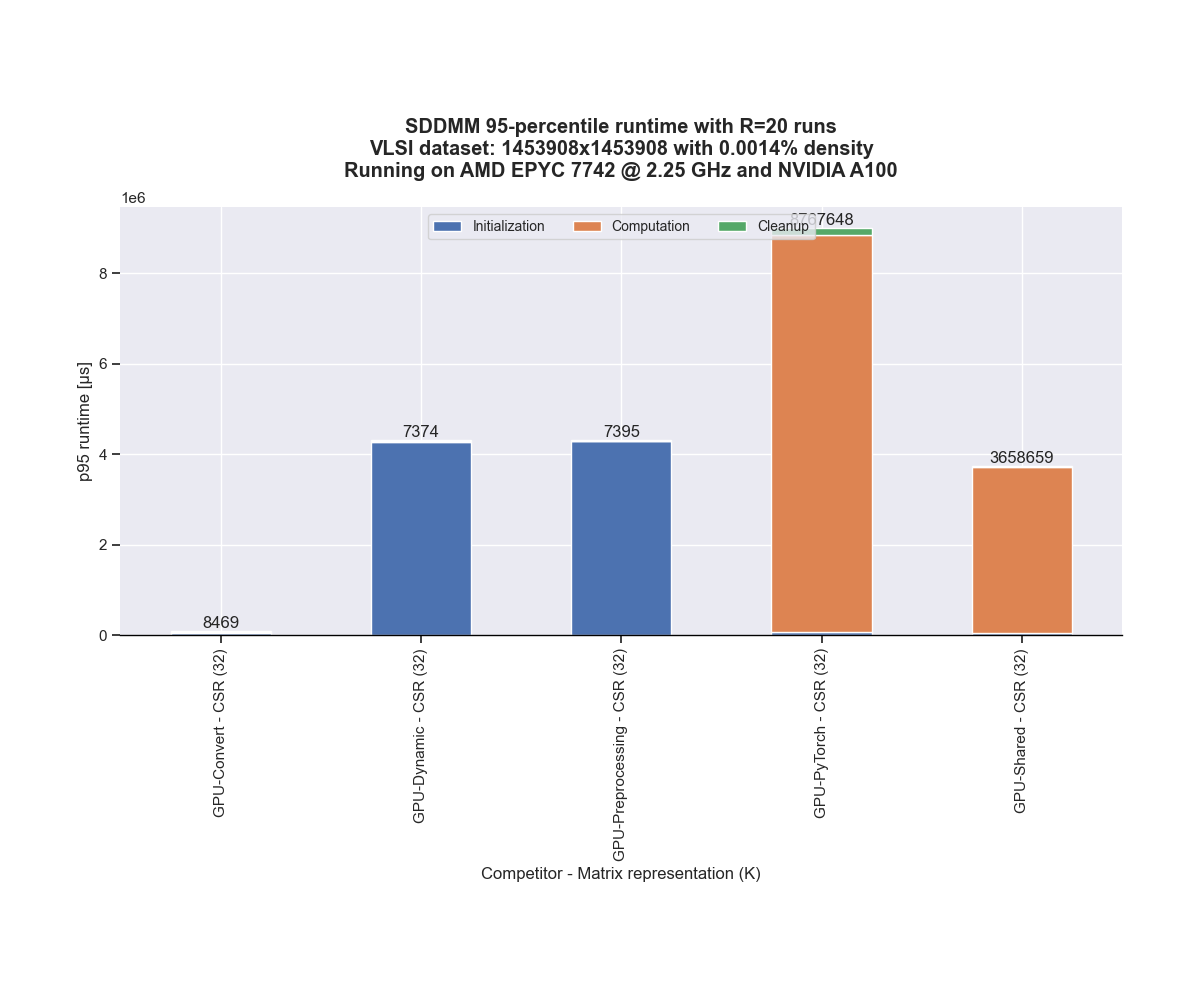 SDDMM 95-percentile runtime with R=20 runs
VLSI dataset: 1453908x1453908 with 0.0014% density
Running on AMD EPYC 7742 @ 2.25 GHz and NVIDIA A100
1e6
Initialization
Computation
Cleanup
8767648
8
6
4
2
0
p95 runtime [µs]
8469
7374
7395
3658659
GPU-Convert - CSR (32)
GPU-Dynamic - CSR (32)
GPU-Preprocessing - CSR (32)
GPU-PyTorch - CSR (32)
GPU-Shared - CSR (32)
Competitor - Matrix representation (K)